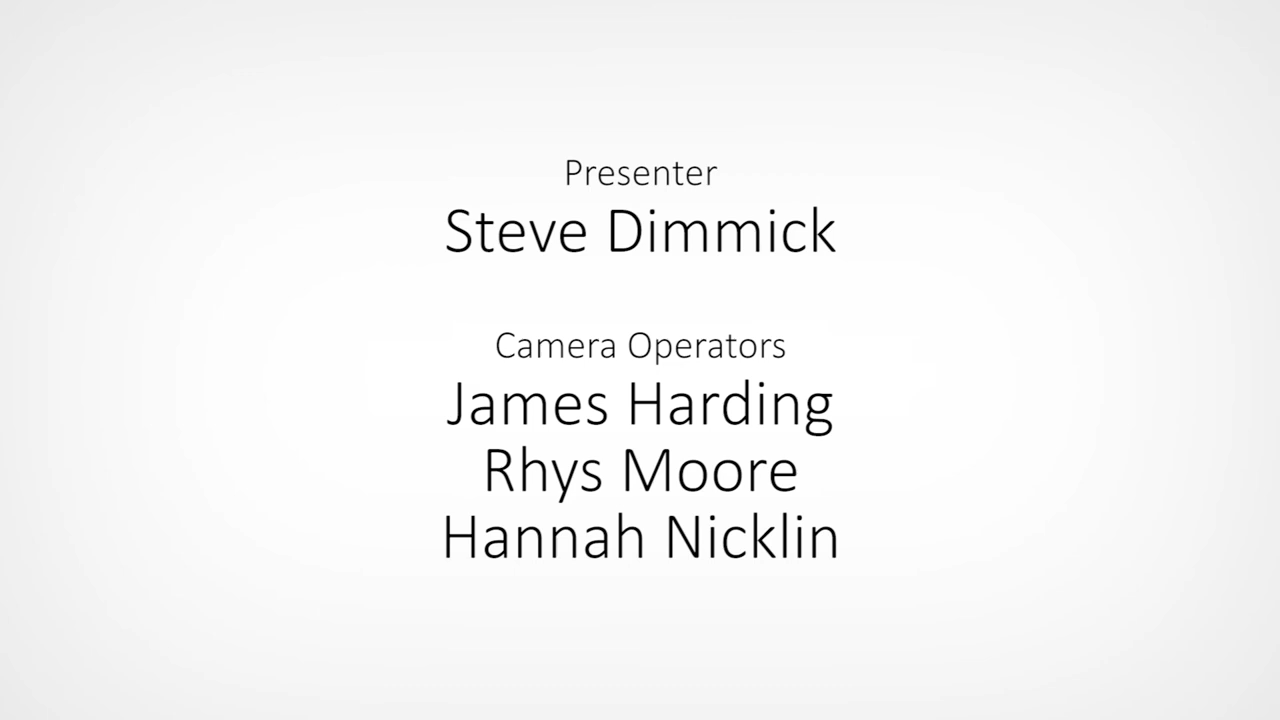 Presenter
Steve Dimmick
Camera Operators
James Harding
Rhys Moore
Hannah Nicklin